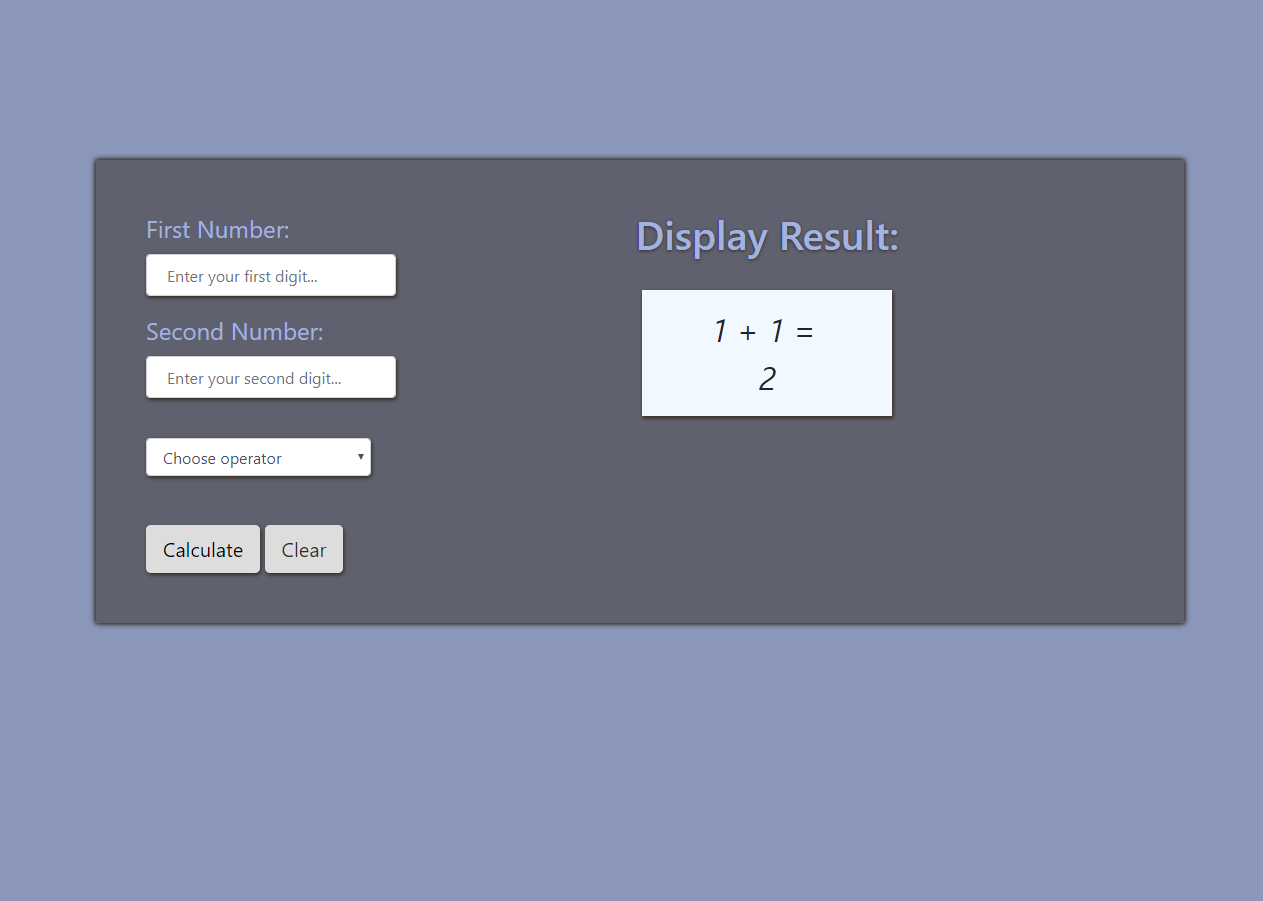 First Number:
Enter your first digit...
Second Number:
Enter your second digit...
Choose operator
Calculate
Clear
Display Result:
1 + 1 =
2